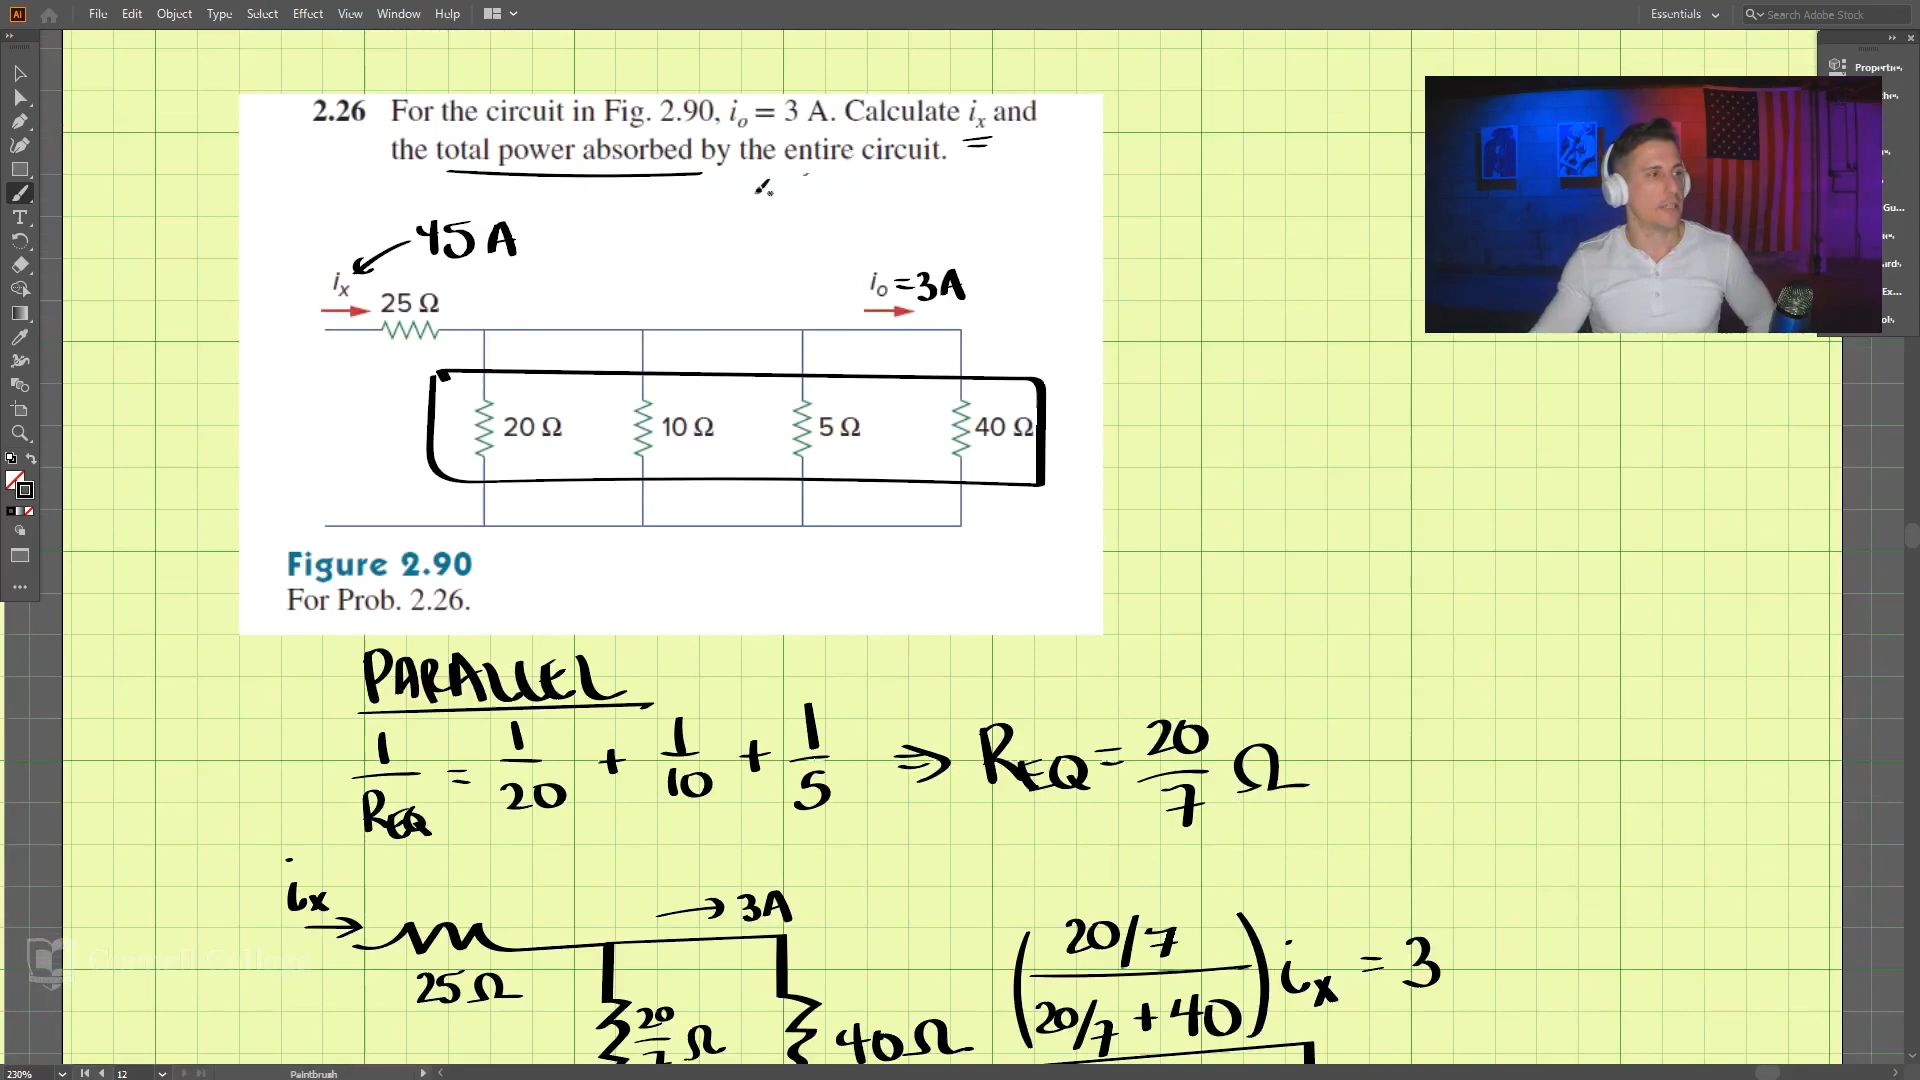 File Edit Object Type Select Effect View Window Help
Essentials
Search Adobe Stock
Properties
2.26 For the circuit in Fig. 2.90, iₒ = 3 A. Calculate iₓ and
the total power absorbed by the entire circuit.
45 A
iₓ
25 Ω
iₒ = 3A
20 Ω
10 Ω
5 Ω
40 Ω
Figure 2.90
For Prob. 2.26.
PARALLEL
1/REQ = 1/20 + 1/10 + 1/5 ⇒ REQ = 20/7 Ω
iₓ
→ 3A
25 Ω
20/7 Ω
40 Ω
(20/7 / 20/7 + 40) iₓ = 3
230%
12
Paintbrush